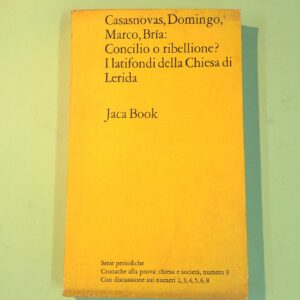 Casasnovas, Domingo,
Marco, Bría:
Concilio o ribellione?
I latifondi della Chiesa di
Lerida
Jaca Book
Serie periodiche
Cronache alla prova: chiesa e società, numero 9
Con discussione sui numeri 1, 3, 4, 5, 6, 8